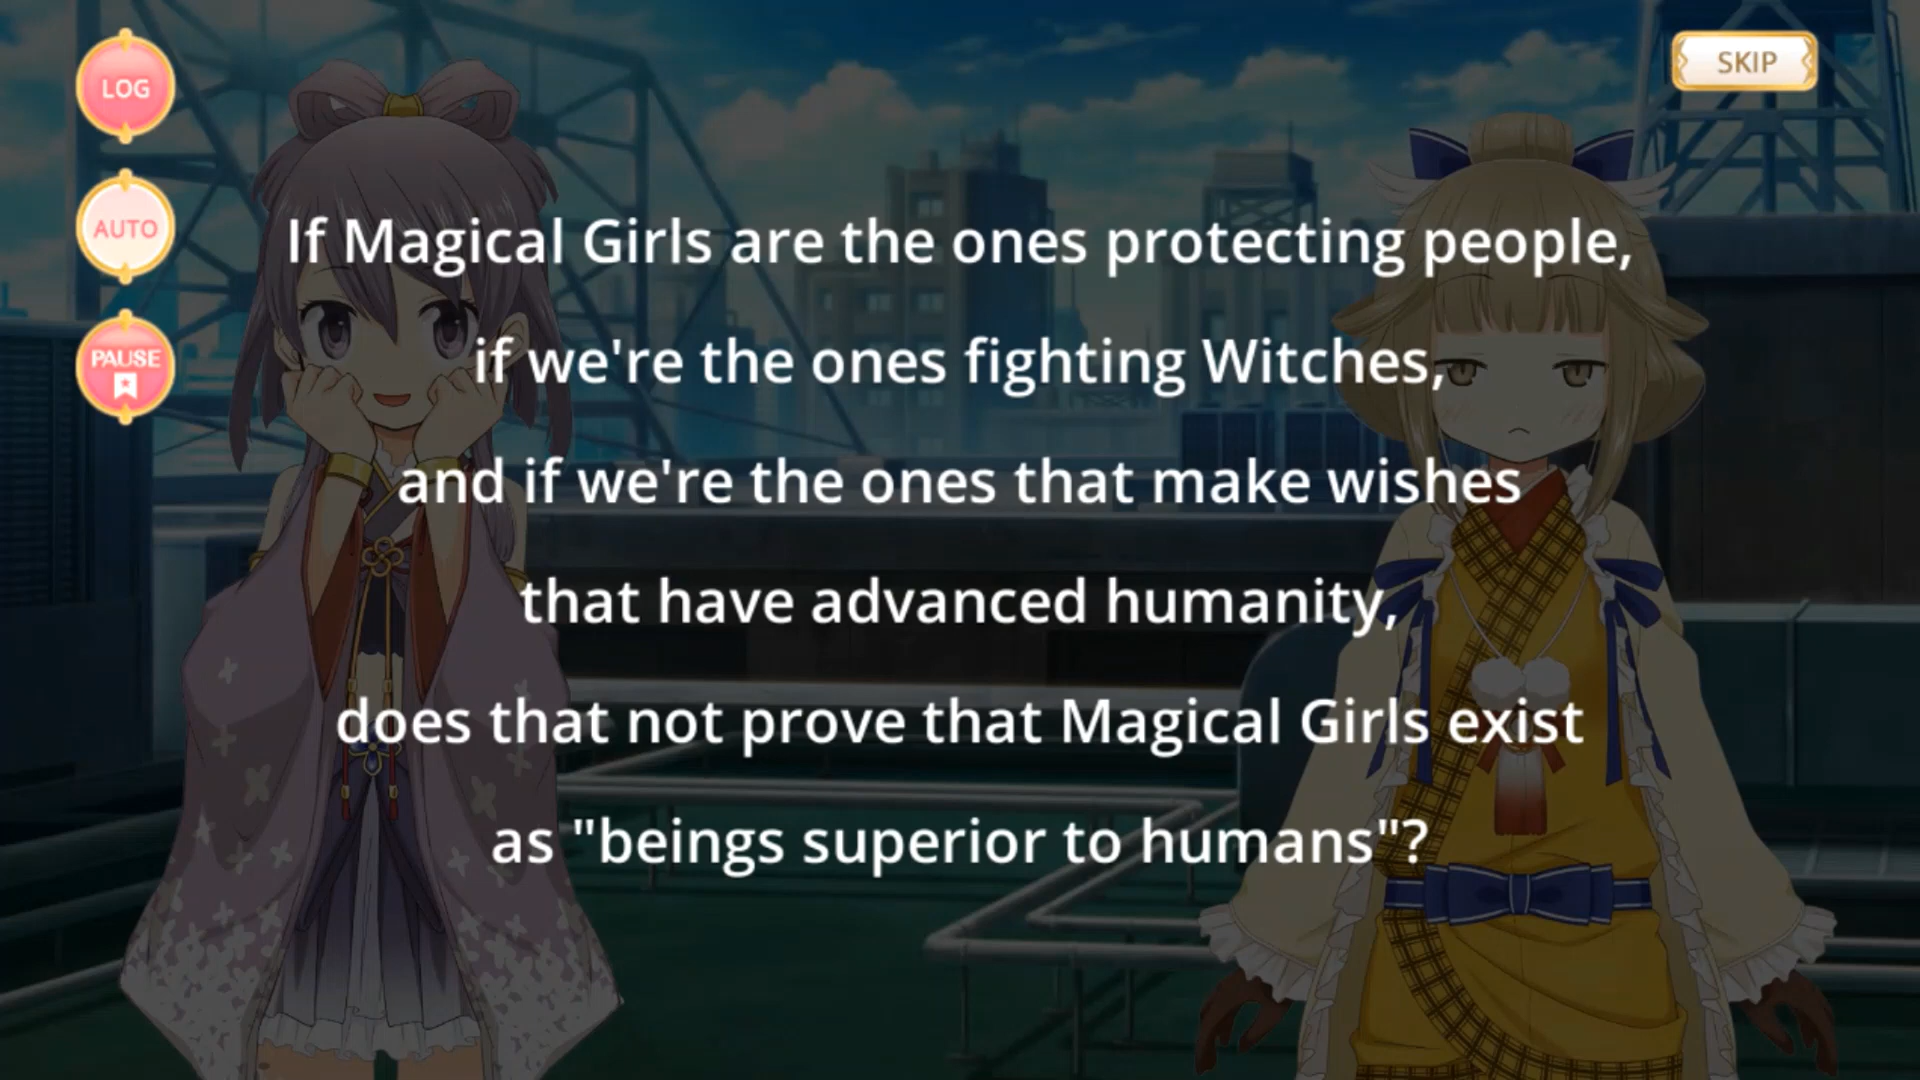 LOG
SKIP
AUTO
PAUSE
If Magical Girls are the ones protecting people,
if we're the ones fighting Witches,
and if we're the ones that make wishes
that have advanced humanity,
does that not prove that Magical Girls exist
as "beings superior to humans"?